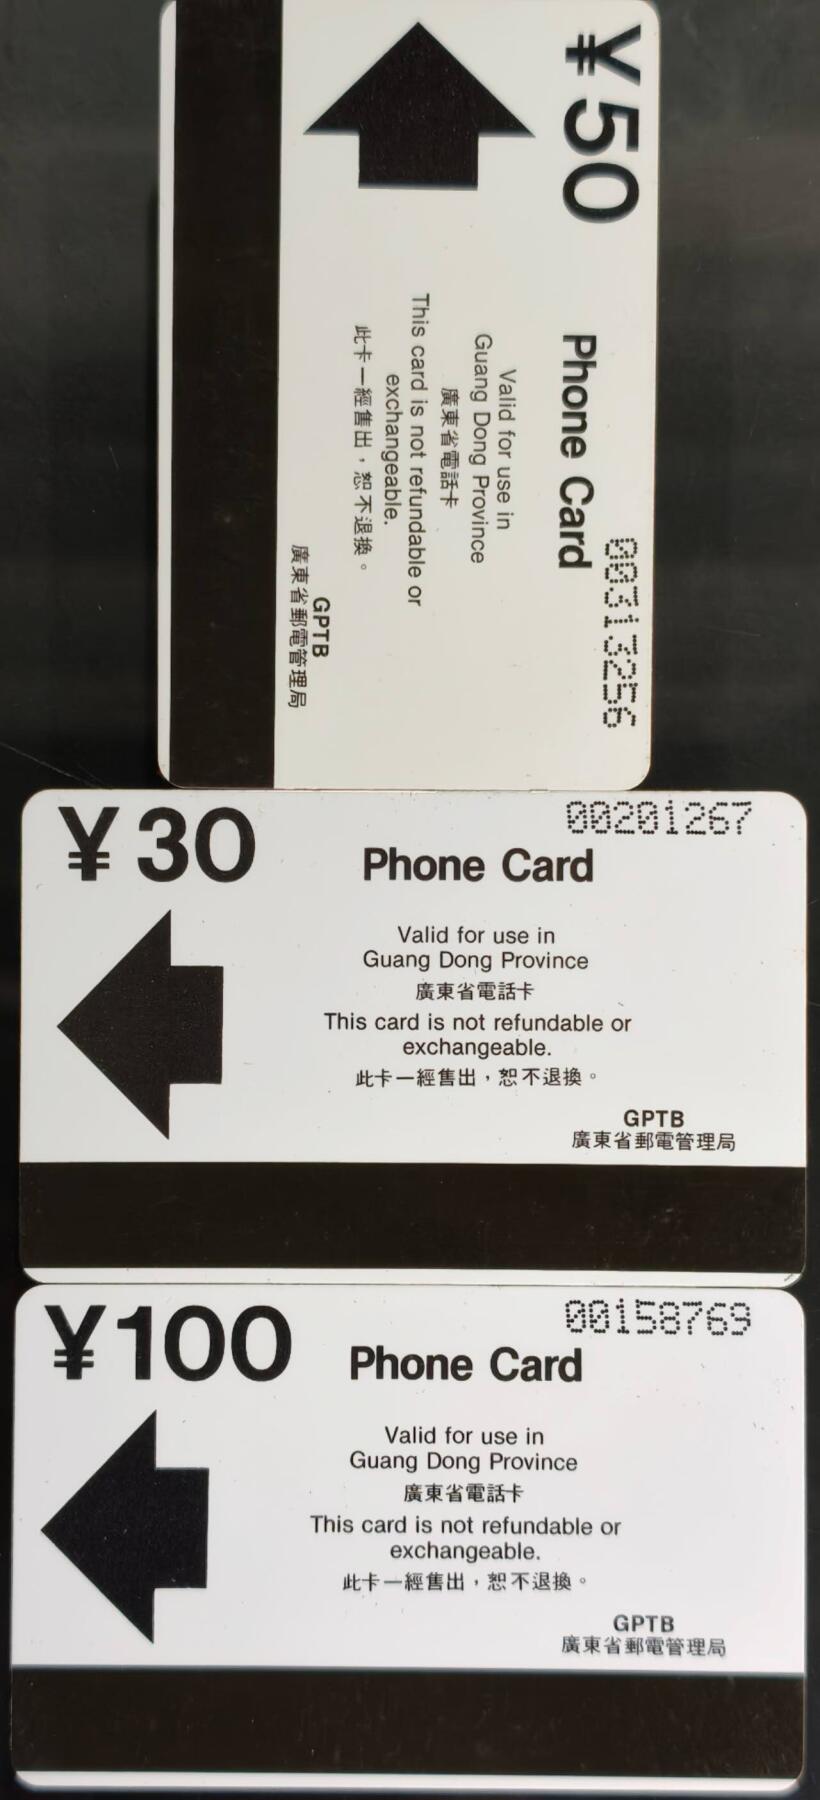 ¥50
Phone Card
00313256
Valid for use in
Guang Dong Province
廣東省電話卡
This card is not refundable or
exchangeable.
此卡一經售出，恕不退換。
GPTB
廣東省郵電管理局
¥30
00201267
Phone Card
Valid for use in
Guang Dong Province
廣東省電話卡
This card is not refundable or
exchangeable.
此卡一經售出，恕不退換。
GPTB
廣東省郵電管理局
¥100
00158769
Phone Card
Valid for use in
Guang Dong Province
廣東省電話卡
This card is not refundable or
exchangeable.
此卡一經售出，恕不退換。
GPTB
廣東省郵電管理局